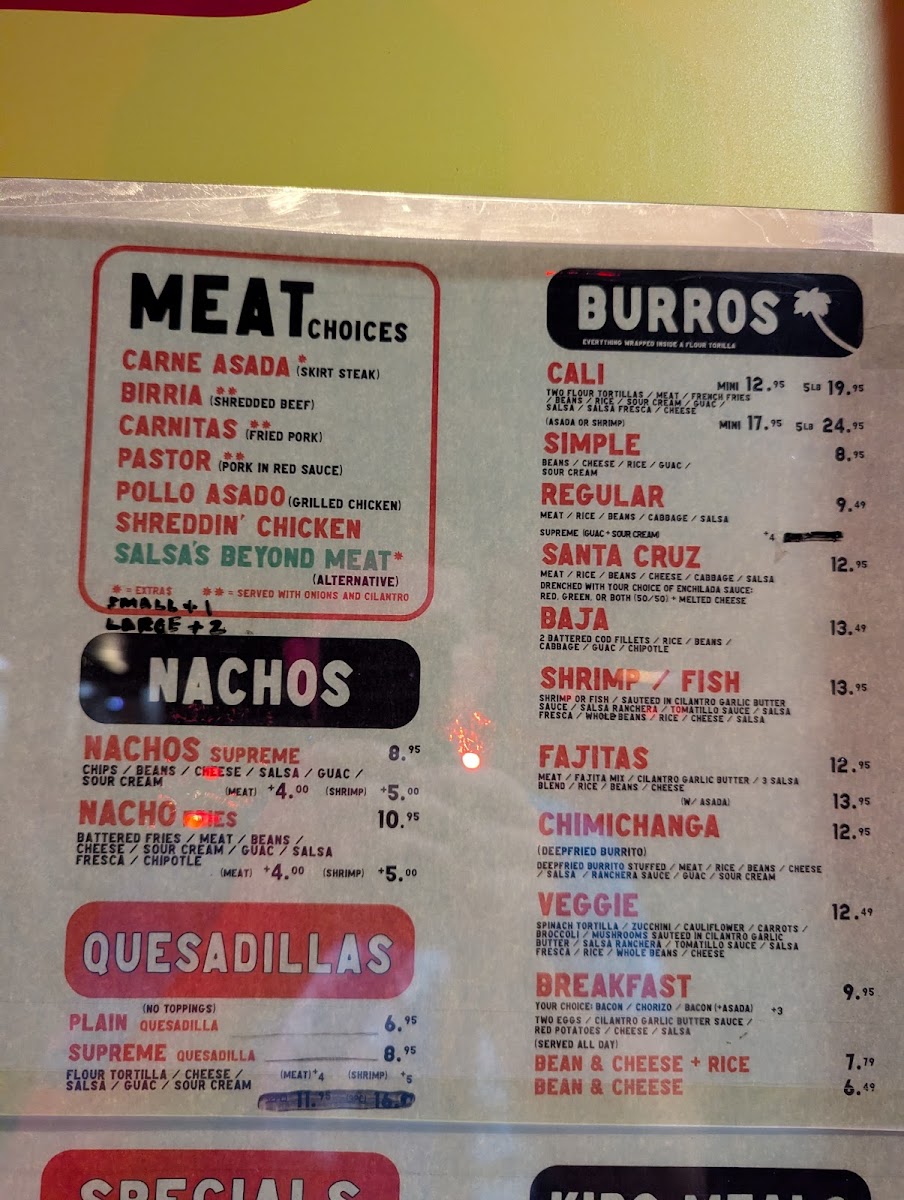 MEAT CHOICES
CARNE ASADA * (SKIRT STEAK)
BIRRIA ** (SHREDDED BEEF)
CARNITAS ** (FRIED PORK)
PASTOR ** (PORK IN RED SAUCE)
POLLO ASADO (GRILLED CHICKEN)
SHREDDIN' CHICKEN
SALSA'S BEYOND MEAT*
(ALTERNATIVE)
* = EXTRAS ** = SERVED WITH ONIONS AND CILANTRO
SMALL + 1
LARGE + 2
NACHOS
NACHOS SUPREME 8.95
CHIPS / BEANS / CHEESE / SALSA / GUAC /
SOUR CREAM
(MEAT) +4.00 (SHRIMP) +5.00
NACHO FRIES 10.95
BATTERED FRIES / MEAT / BEANS /
CHEESE / SOUR CREAM / GUAC / SALSA
FRESCA / CHIPOTLE
(MEAT) +4.00 (SHRIMP) +5.00
QUESADILLAS
(NO TOPPINGS)
PLAIN QUESADILLA 6.95
SUPREME QUESADILLA 8.95
FLOUR TORTILLA / CHEESE /
SALSA / GUAC / SOUR CREAM
(MEAT) +4 (SHRIMP) +5
SPECIALS
BURROS
EVERYTHING WRAPPED INSIDE A FLOUR TORILLA
CALI MINI 12.95 5LB 19.95
TWO FLOUR TORTILLAS / MEAT / FRENCH FRIES
/ BEANS / RICE / SOUR CREAM / GUAC /
SALSA / SALSA FRESCA / CHEESE
(ASADA OR SHRIMP) MINI 17.95 5LB 24.95
SIMPLE 8.95
BEANS / CHEESE / RICE / GUAC /
SOUR CREAM
REGULAR 9.49
MEAT / RICE / BEANS / CABBAGE / SALSA
SUPREME (GUAC + SOUR CREAM) +4
SANTA CRUZ 12.95
MEAT / RICE / BEANS / CHEESE / CABBAGE / SALSA
DRENCHED WITH YOUR CHOICE OF ENCHILADA SAUCE:
RED, GREEN, OR BOTH (50/50) + MELTED CHEESE
BAJA 13.49
2 BATTERED COD FILLETS / RICE / BEANS /
CABBAGE / GUAC / CHIPOTLE
SHRIMP / FISH 13.95
SHRIMP OR FISH / SAUTEED IN CILANTRO GARLIC BUTTER
SAUCE / SALSA RANCHERA / TOMATILLO SAUCE / SALSA
FRESCA / WHOLE BEANS / RICE / CHEESE / SALSA
FAJITAS 12.95
MEAT / FAJITA MIX / CILANTRO GARLIC BUTTER / 3 SALSA
BLEND / RICE / BEANS / CHEESE
(W/ ASADA) 13.95
CHIMICHANGA 12.95
(DEEPFRIED BURRITO)
DEEPFRIED BURRITO STUFFED / MEAT / RICE / BEANS / CHEESE
/ SALSA / RANCHERA SAUCE / GUAC / SOUR CREAM
VEGGIE 12.49
SPINACH TORTILLA / ZUCCHINI / CAULIFLOWER / CARROTS /
BROCCOLI / MUSHROOMS SAUTEED IN CILANTRO GARLIC
BUTTER / SALSA RANCHERA / TOMATILLO SAUCE / SALSA
FRESCA / RICE / WHOLE BEANS / CHEESE
BREAKFAST 9.95
YOUR CHOICE: BACON / CHORIZO / BACON (+ASADA) +3
TWO EGGS / CILANTRO GARLIC BUTTER SAUCE /
RED POTATOES / CHEESE / SALSA
(SERVED ALL DAY)
BEAN & CHEESE + RICE 7.79
BEAN & CHEESE 6.49